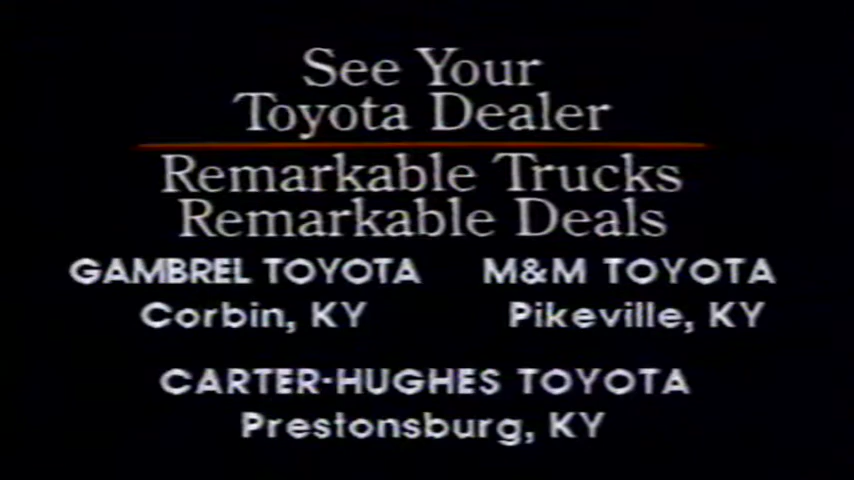 See Your
Toyota Dealer
Remarkable Trucks
Remarkable Deals
GAMBREL TOYOTA M&M TOYOTA
Corbin, KY Pikeville, KY
CARTER-HUGHES TOYOTA
Prestonsburg, KY